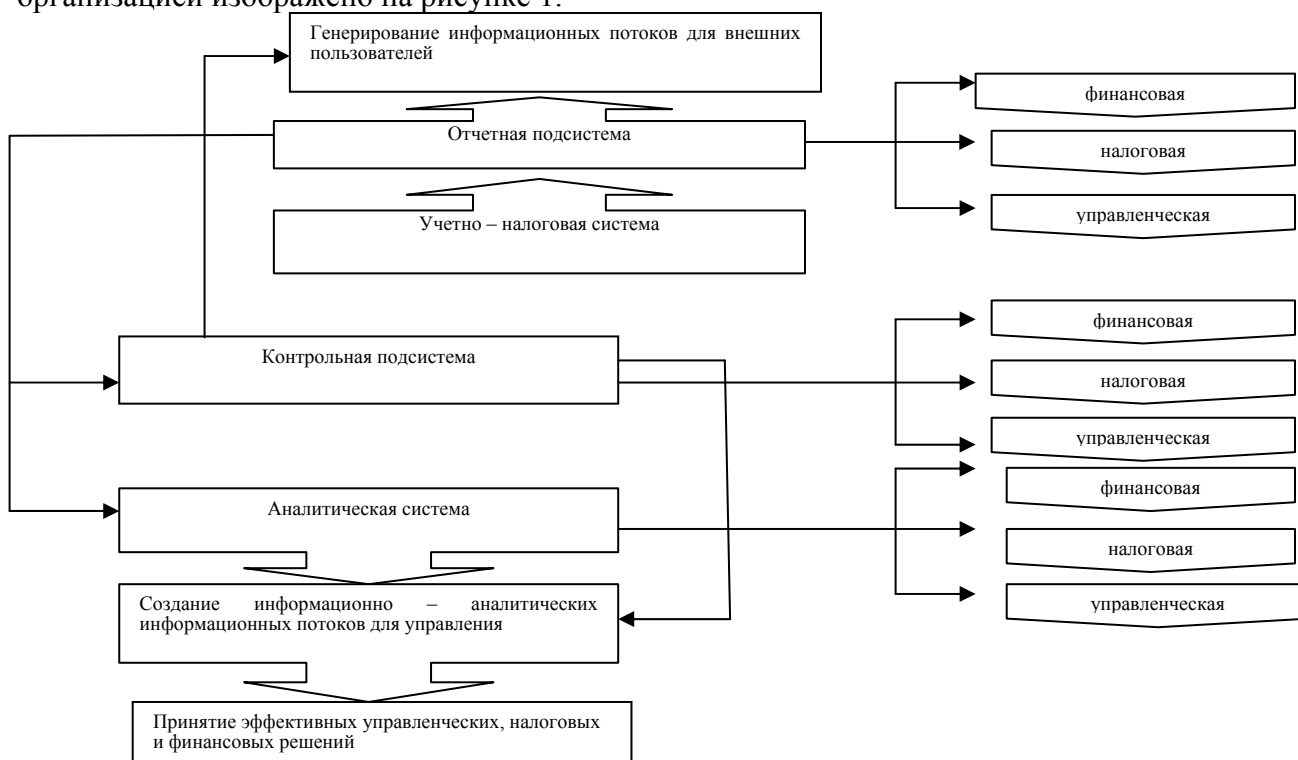 организацией изображено на рисунке 1.
Генерирование информационных потоков для внешних
пользователей
финансовая
Отчетная подсистема
налоговая
управленческая
Учетно – налоговая система
финансовая
Контрольная подсистема
налоговая
управленческая
финансовая
Аналитическая система
налоговая
Создание информационно – аналитических
информационных потоков для управления
управленческая
Принятие эффективных управленческих, налоговых
и финансовых решений